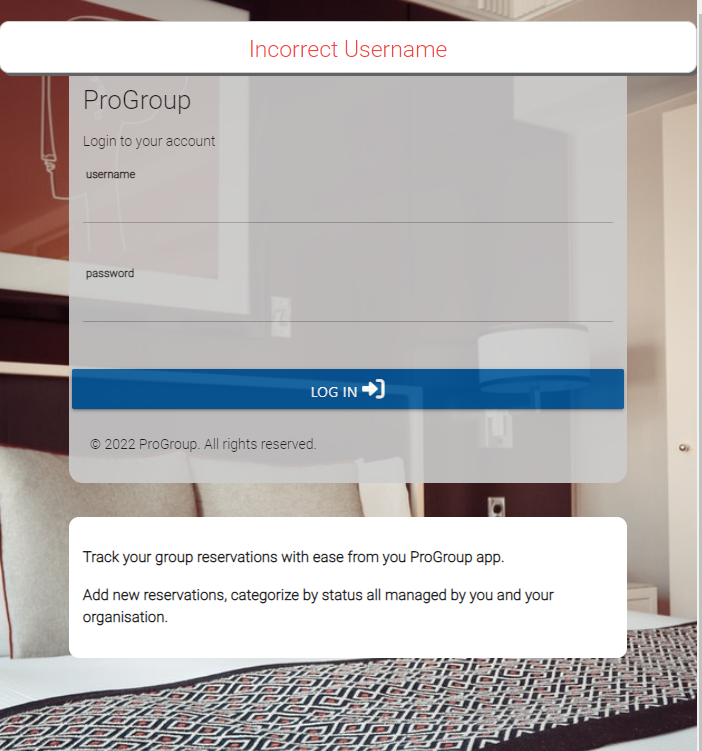 Incorrect Username
ProGroup
Login to your account
username
password
LOG IN
© 2022 ProGroup. All rights reserved.
Track your group reservations with ease from you ProGroup app.
Add new reservations, categorize by status all managed by you and your
organisation.